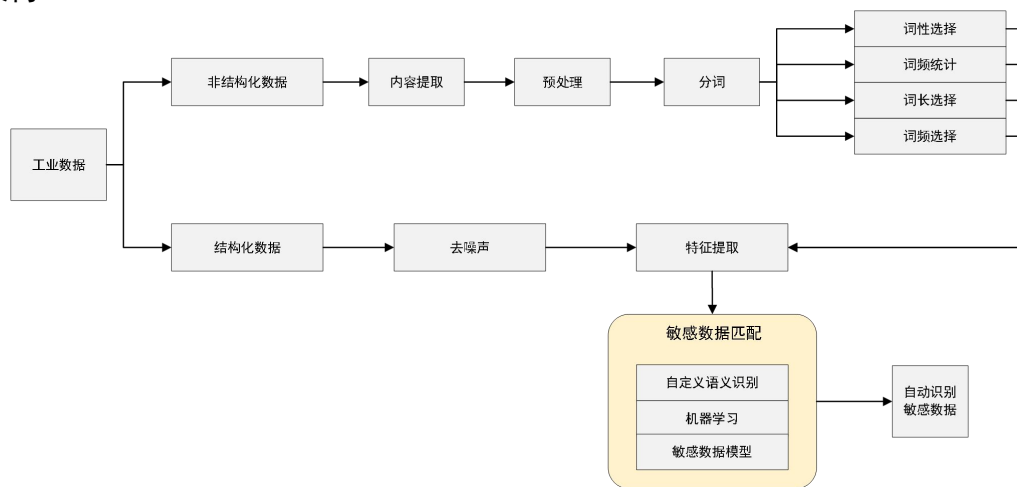 词性选择
非结构化数据
内容提取
预处理
分词
词频统计
词长选择
词频选择
工业数据
结构化数据
去噪声
特征提取
敏感数据匹配
自定义语义识别
机器学习
敏感数据模型
自动识别
敏感数据